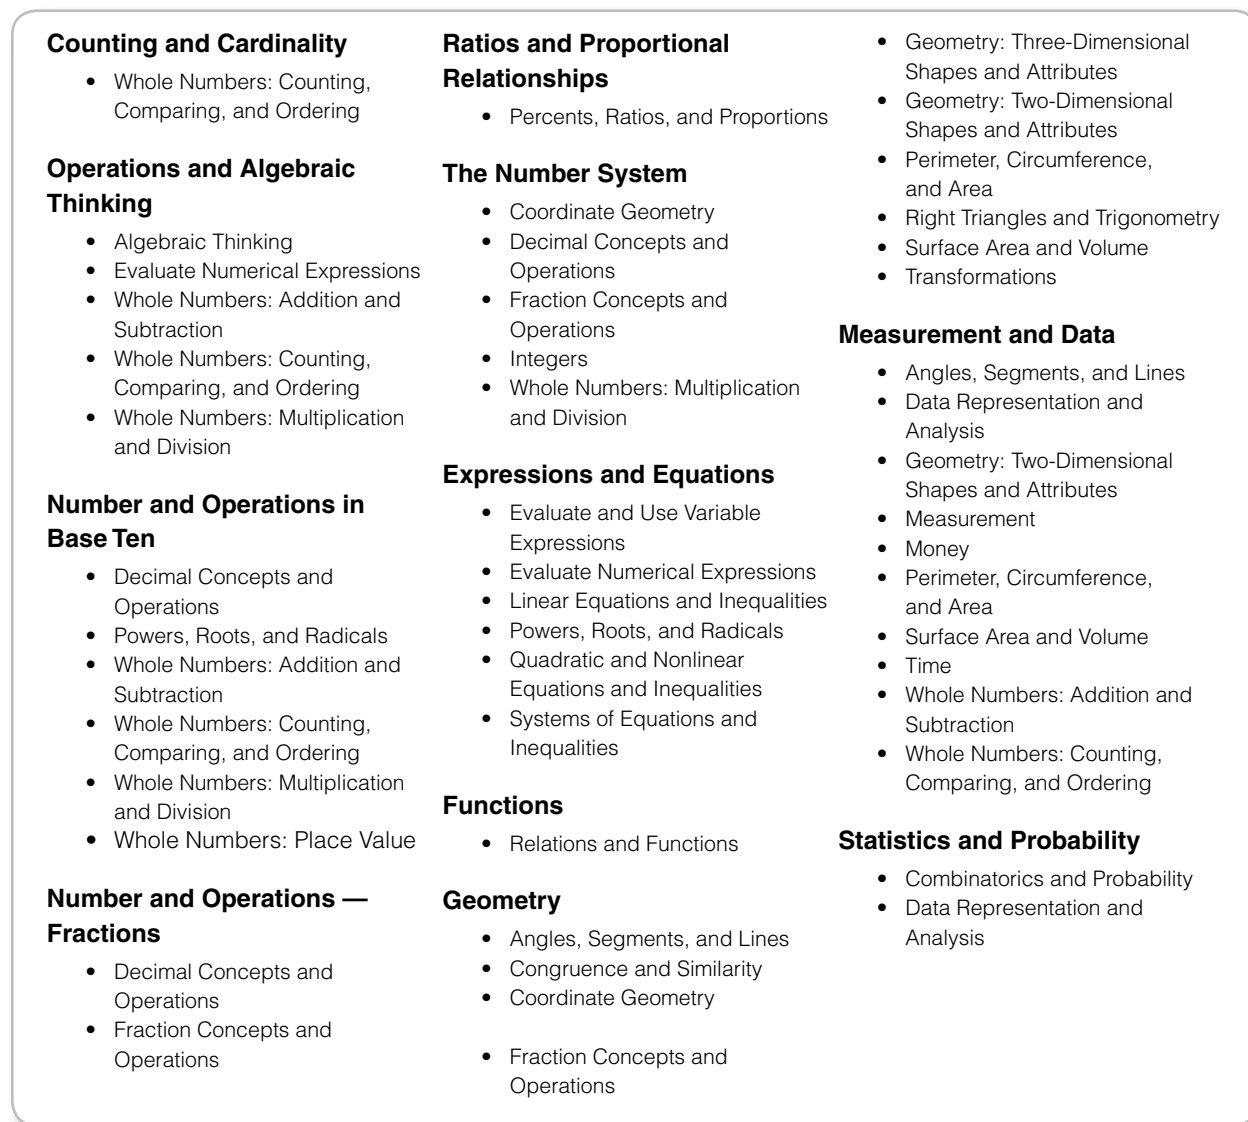 Counting and Cardinality
• Whole Numbers: Counting,
Comparing, and Ordering
Operations and Algebraic
Thinking
• Algebraic Thinking
• Evaluate Numerical Expressions
• Whole Numbers: Addition and
Subtraction
• Whole Numbers: Counting,
Comparing, and Ordering
• Whole Numbers: Multiplication
and Division
Number and Operations in
Base Ten
• Decimal Concepts and
Operations
• Powers, Roots, and Radicals
• Whole Numbers: Addition and
Subtraction
• Whole Numbers: Counting,
Comparing, and Ordering
• Whole Numbers: Multiplication
and Division
• Whole Numbers: Place Value
Number and Operations —
Fractions
• Decimal Concepts and
Operations
• Fraction Concepts and
Operations
Ratios and Proportional
Relationships
• Percents, Ratios, and Proportions
The Number System
• Coordinate Geometry
• Decimal Concepts and
Operations
• Fraction Concepts and
Operations
• Integers
• Whole Numbers: Multiplication
and Division
Expressions and Equations
• Evaluate and Use Variable
Expressions
• Evaluate Numerical Expressions
• Linear Equations and Inequalities
• Powers, Roots, and Radicals
• Quadratic and Nonlinear
Equations and Inequalities
• Systems of Equations and
Inequalities
Functions
• Relations and Functions
Geometry
• Angles, Segments, and Lines
• Congruence and Similarity
• Coordinate Geometry
• Fraction Concepts and
Operations
• Geometry: Three-Dimensional
Shapes and Attributes
• Geometry: Two-Dimensional
Shapes and Attributes
• Perimeter, Circumference,
and Area
• Right Triangles and Trigonometry
• Surface Area and Volume
• Transformations
Measurement and Data
• Angles, Segments, and Lines
• Data Representation and
Analysis
• Geometry: Two-Dimensional
Shapes and Attributes
• Measurement
• Money
• Perimeter, Circumference,
and Area
• Surface Area and Volume
• Time
• Whole Numbers: Addition and
Subtraction
• Whole Numbers: Counting,
Comparing, and Ordering
Statistics and Probability
• Combinatorics and Probability
• Data Representation and
Analysis